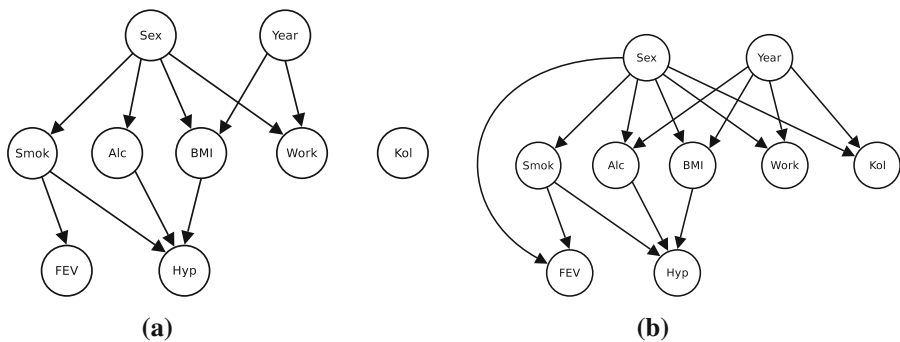 Sex Year
Smok Alc BMI Work Kol
FEV Hyp
(a)
Sex Year
Smok Alc BMI Work Kol
FEV Hyp
(b)